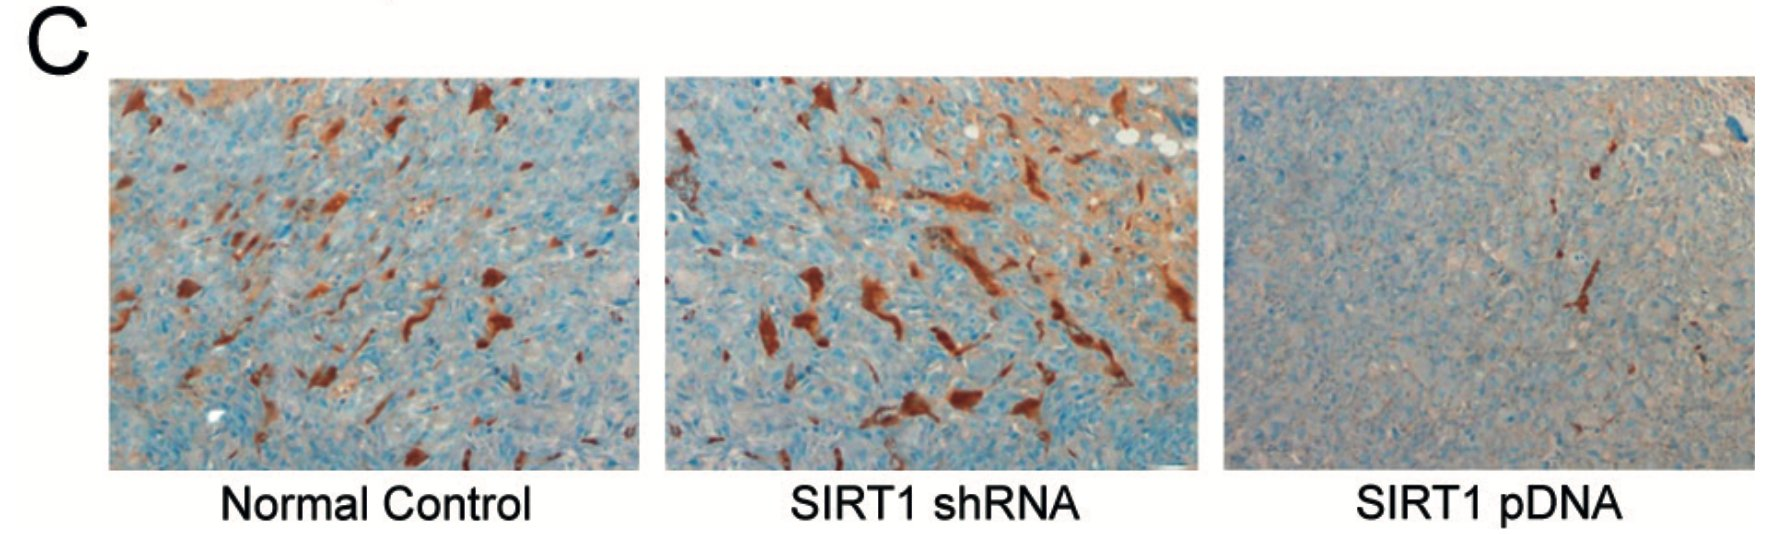 C
Normal Control
SIRT1 shRNA
SIRT1 pDNA